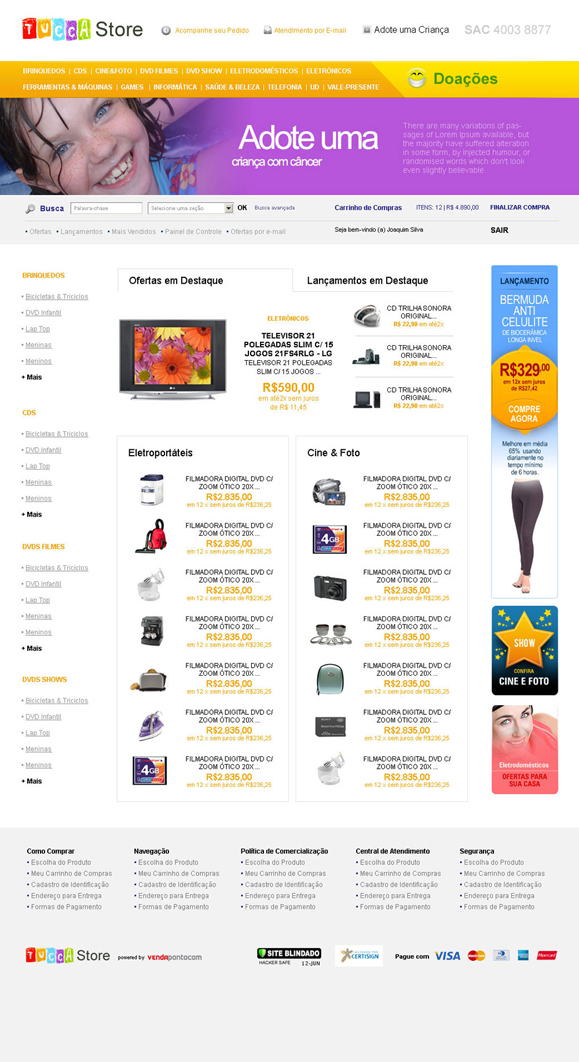 TUCCA Store
Acompanhe seu Pedido
Atendimento por E-mail
Adote uma Criança
SAC 4003 8877
BRINQUEDOS | CDS | CINE&FOTO | DVD FILMES | DVD SHOW | ELETRODOMÉSTICOS | ELETRÔNICOS
FERRAMENTAS & MÁQUINAS | GAMES | INFORMÁTICA | SAÚDE & BELEZA | TELEFONIA | UD | VALE-PRESENTE
Doações
Adote uma
criança com câncer
There are many variations of pas-
sages of Lorem Ipsum available, but
the majority have suffered alteration
in some form, by injected humour, or
randomised words which don't look
even slightly believable.
Busca
Palavra-chave
Selecione uma seção
OK
Busca avançada
Carrinho de Compras
ITENS: 12 | R$ 4.890,00
FINALIZAR COMPRA
• Ofertas • Lançamentos • Mais Vendidos • Painel de Controle • Ofertas por e-mail
Seja bem-vindo (a) Joaquim Silva
SAIR
BRINQUEDOS
• Bicicletas & Triciclos
• DVD Infantil
• Lap Top
• Meninas
• Meninos
• Mais
CDS
• Bicicletas & Triciclos
• DVD Infantil
• Lap Top
• Meninas
• Meninos
• Mais
DVDS FILMES
• Bicicletas & Triciclos
• DVD Infantil
• Lap Top
• Meninas
• Meninos
• Mais
DVDS SHOWS
• Bicicletas & Triciclos
• DVD Infantil
• Lap Top
• Meninas
• Meninos
• Mais
Ofertas em Destaque
Lançamentos em Destaque
ELETRÔNICOS
TELEVISOR 21
POLEGADAS SLIM C/ 15
JOGOS 21FS4RLG - LG
TELEVISOR 21 POLEGADAS
SLIM C/ 15 JOGOS ...
R$590,00
em até2x sem juros
de R$ 11,45
CD TRILHA SONORA
ORIGINAL...
R$ 22,90 em até2x
CD TRILHA SONORA
ORIGINAL...
R$ 22,90 em até2x
CD TRILHA SONORA
ORIGINAL...
R$ 22,90 em até2x
Eletroportáteis
FILMADORA DIGITAL DVD C/
ZOOM ÓTICO 20X ...
R$2.835,00
em 12 x sem juros de R$236,25
FILMADORA DIGITAL DVD C/
ZOOM ÓTICO 20X ...
R$2.835,00
em 12 x sem juros de R$236,25
FILMADORA DIGITAL DVD C/
ZOOM ÓTICO 20X ...
R$2.835,00
em 12 x sem juros de R$236,25
FILMADORA DIGITAL DVD C/
ZOOM ÓTICO 20X ...
R$2.835,00
em 12 x sem juros de R$236,25
FILMADORA DIGITAL DVD C/
ZOOM ÓTICO 20X ...
R$2.835,00
em 12 x sem juros de R$236,25
FILMADORA DIGITAL DVD C/
ZOOM ÓTICO 20X ...
R$2.835,00
em 12 x sem juros de R$236,25
4GB
FILMADORA DIGITAL DVD C/
ZOOM ÓTICO 20X ...
R$2.835,00
em 12 x sem juros de R$236,25
Cine & Foto
FILMADORA DIGITAL DVD C/
ZOOM ÓTICO 20X ...
R$2.835,00
em 12 x sem juros de R$236,25
4GB
FILMADORA DIGITAL DVD C/
ZOOM ÓTICO 20X ...
R$2.835,00
em 12 x sem juros de R$236,25
FILMADORA DIGITAL DVD C/
ZOOM ÓTICO 20X ...
R$2.835,00
em 12 x sem juros de R$236,25
FILMADORA DIGITAL DVD C/
ZOOM ÓTICO 20X ...
R$2.835,00
em 12 x sem juros de R$236,25
FILMADORA DIGITAL DVD C/
ZOOM ÓTICO 20X ...
R$2.835,00
em 12 x sem juros de R$236,25
FILMADORA DIGITAL DVD C/
ZOOM ÓTICO 20X ...
R$2.835,00
em 12 x sem juros de R$236,25
FILMADORA DIGITAL DVD C/
ZOOM ÓTICO 20X ...
R$2.835,00
em 12 x sem juros de R$236,25
LANÇAMENTO
BERMUDA
ANTI
CELULITE
DE BIOCERÂMICA
LONGA INVEL
R$329,00
em 12x sem juros
de R$27,42
COMPRE
AGORA
Melhore em média
65% usando
diariamente no
tempo mínimo
de 6 horas.
SHOW
CONFIRA
CINE E FOTO
Eletrodomésticos
OFERTAS PARA
SUA CASA
Como Comprar
• Escolha do Produto
• Meu Carrinho de Compras
• Cadastro de Identificação
• Endereço para Entrega
• Formas de Pagamento
Navegação
• Escolha do Produto
• Meu Carrinho de Compras
• Cadastro de Identificação
• Endereço para Entrega
• Formas de Pagamento
Política de Comercialização
• Escolha do Produto
• Meu Carrinho de Compras
• Cadastro de Identificação
• Endereço para Entrega
• Formas de Pagamento
Central de Atendimento
• Escolha do Produto
• Meu Carrinho de Compras
• Cadastro de Identificação
• Endereço para Entrega
• Formas de Pagamento
Segurança
• Escolha do Produto
• Meu Carrinho de Compras
• Cadastro de Identificação
• Endereço para Entrega
• Formas de Pagamento
TUCCA Store
powered by VENDApontocom
SITE BLINDADO
HACKER SAFE 12-JUN
CERTISIGN
Pague com
VISA